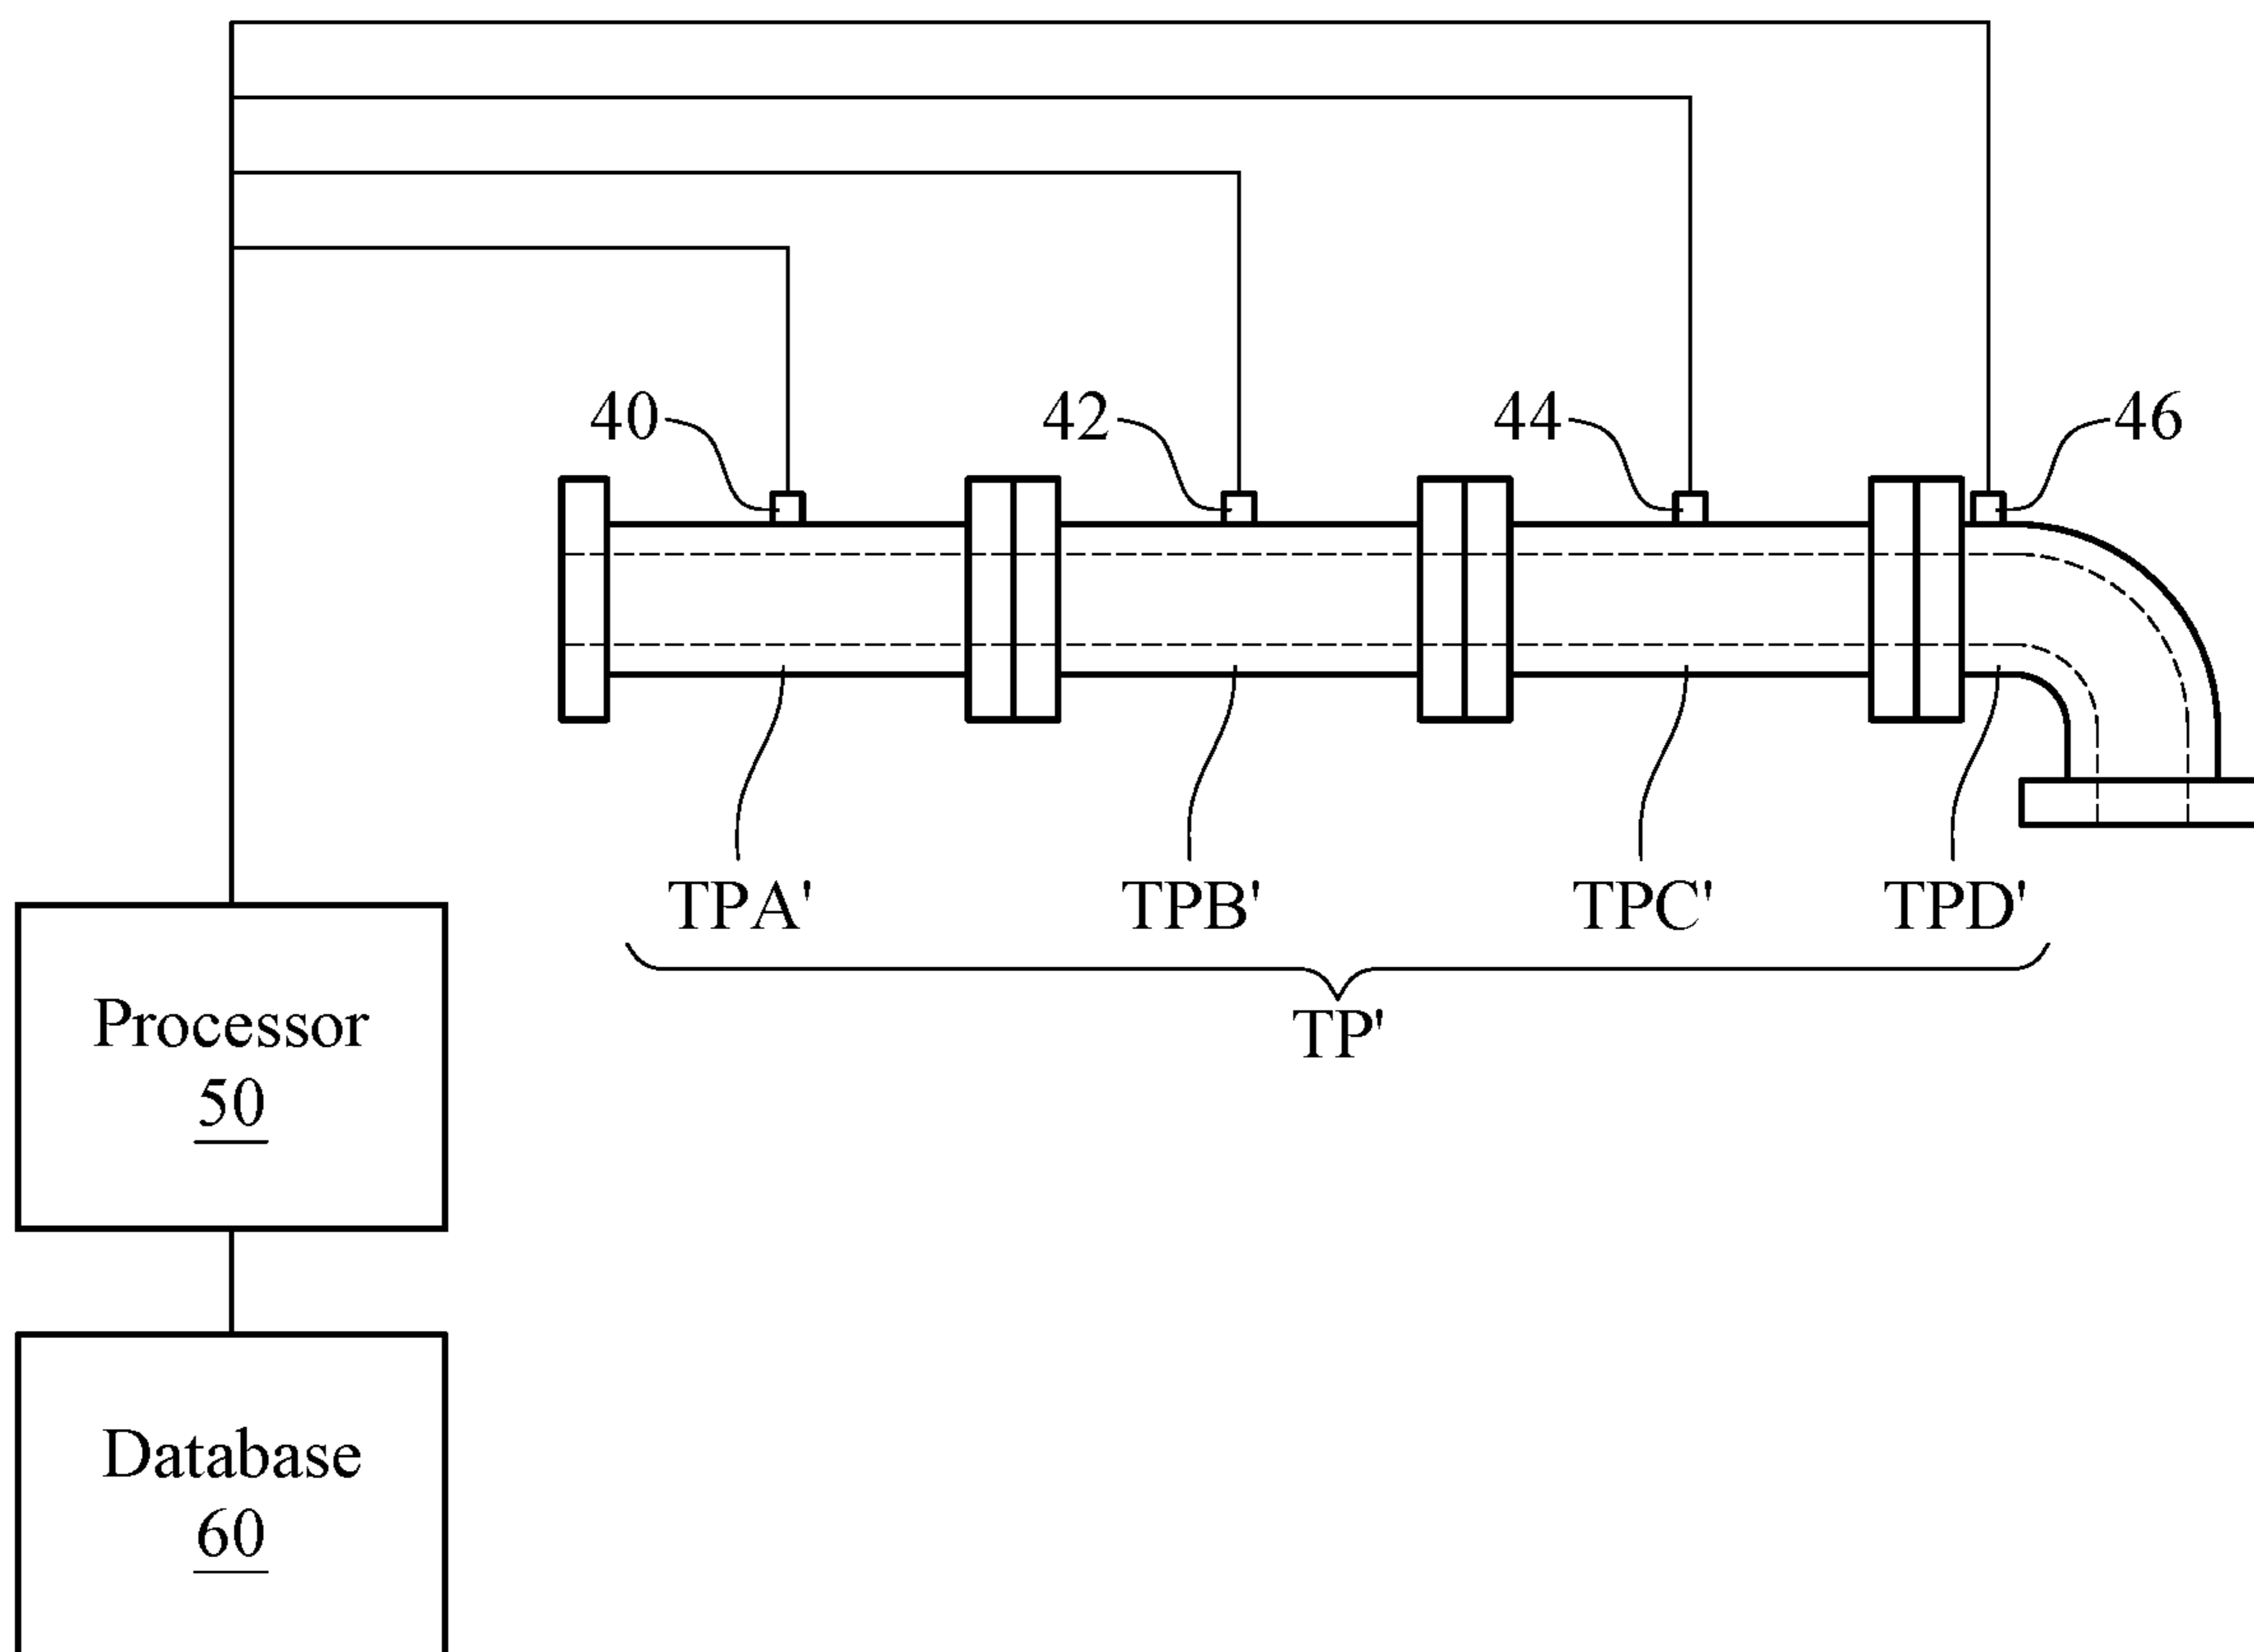 40
42
44
46
TPA'
TPB'
TPC'
TPD'
TP'
Processor
50
Database
60